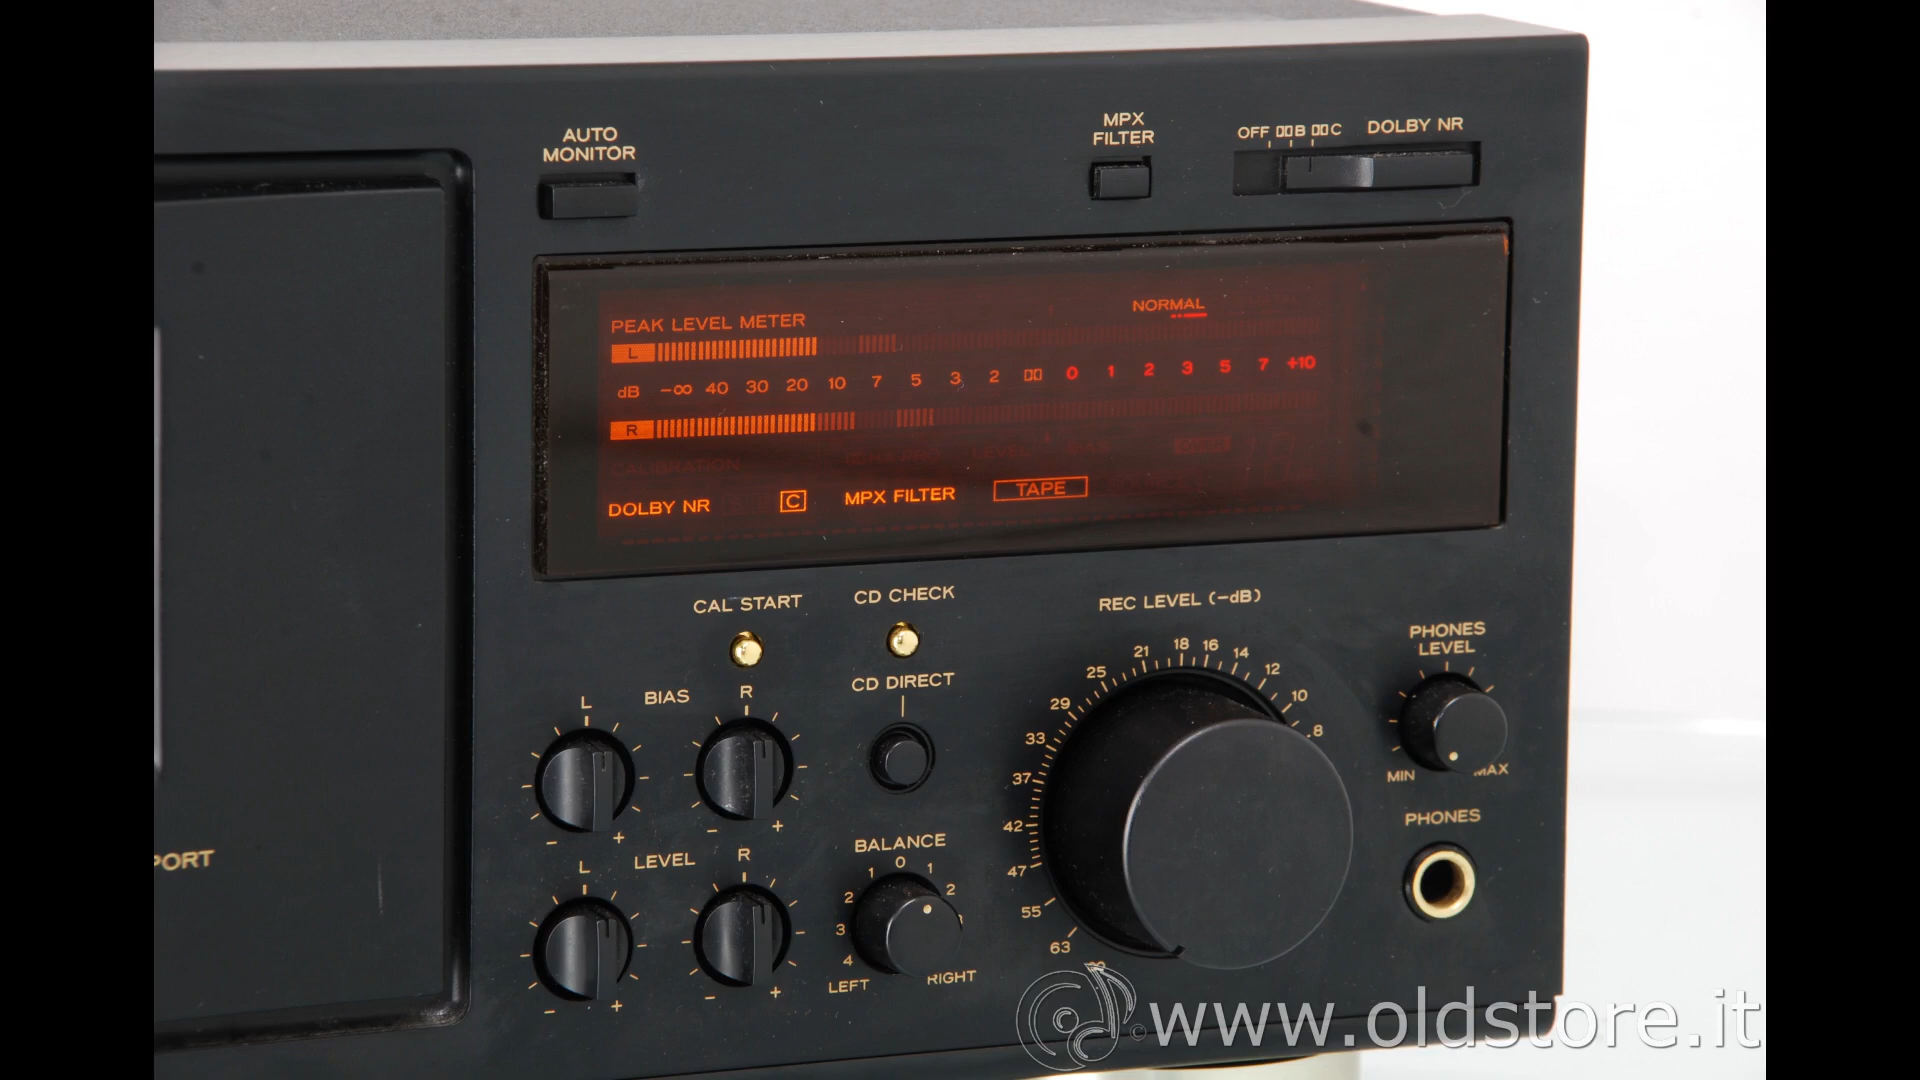 AUTO
MONITOR
MPX
FILTER
OFF B C DOLBY NR
PEAK LEVEL METER
NORMAL
L
dB -∞ 40 30 20 10 7 5 3 2 0 1 2 3 5 7 +10
R
CALIBRATION
LEVEL
DOLBY NR C MPX FILTER TAPE
CAL START
CD CHECK
REC LEVEL (-dB)
PHONES
LEVEL
MIN MAX
L BIAS R
- + - +
CD DIRECT
63 55 47 42 37 33 29 25 21 18 16 14 12 10 8
PHONES
PORT
L LEVEL R
- + - +
BALANCE
4 3 2 1 0 1 2
LEFT RIGHT
www.oldstore.it